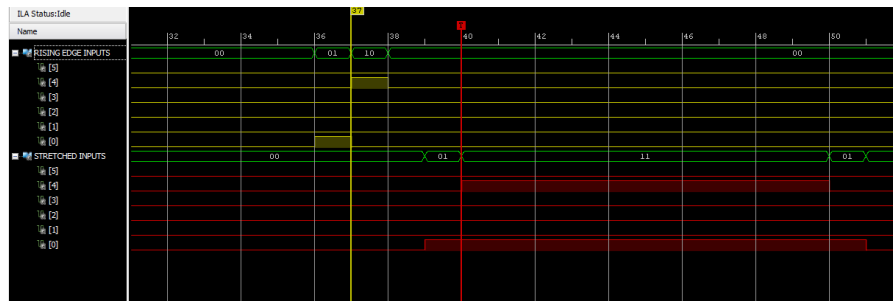 ILA Status:Idle
37
Name
T
32 34 36 38 40 42 44 46 48 50
RISING EDGE INPUTS 00 01 10 00
[5]
[4]
[3]
[2]
[1]
[0]
STRETCHED INPUTS 00 01 11 01
[5]
[4]
[3]
[2]
[1]
[0]